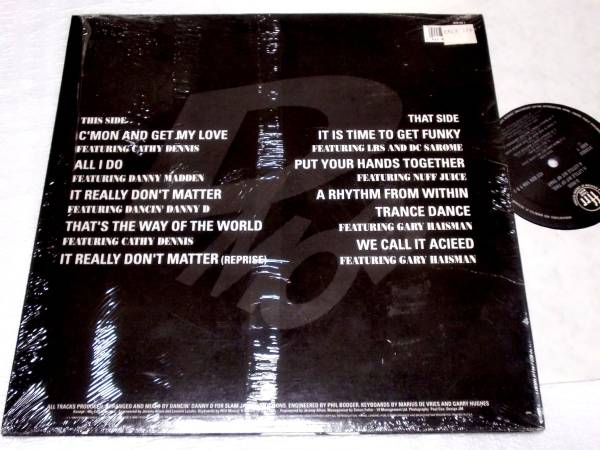 THIS SIDE
C'MON AND GET MY LOVE
FEATURING CATHY DENNIS
ALL I DO
FEATURING DANNY MADDEN
IT REALLY DON'T MATTER
FEATURING DANCIN' DANNY D
THAT'S THE WAY OF THE WORLD
FEATURING CATHY DENNIS
IT REALLY DON'T MATTER (REPRISE)
THAT SIDE
IT IS TIME TO GET FUNKY
FEATURING LRS AND DC SAROME
PUT YOUR HANDS TOGETHER
FEATURING NUFF JUICE
A RHYTHM FROM WITHIN
TRANCE DANCE
FEATURING GARY HAISMAN
WE CALL IT ACIEED
FEATURING GARY HAISMAN
D MOB
ALL TRACKS PRODUCED, ARRANGED AND MIXED BY DANCIN' DANNY D FOR SLAM JAM PRODUCTIONS. ENGINEERED BY PHIL BODGER. KEYBOARDS BY MARIUS DE VRIES AND GARRY HUGHES
ffrr